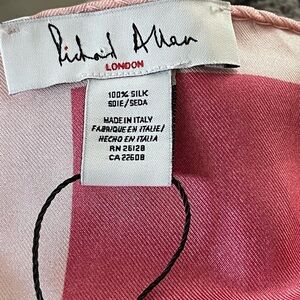 Richard Allan
LONDON
100% SILK
SOIE/SEDA
MADE IN ITALY
FABRIQUE EN ITALIE/
HECHO EN ITALIA
RN 26128
CA 22608